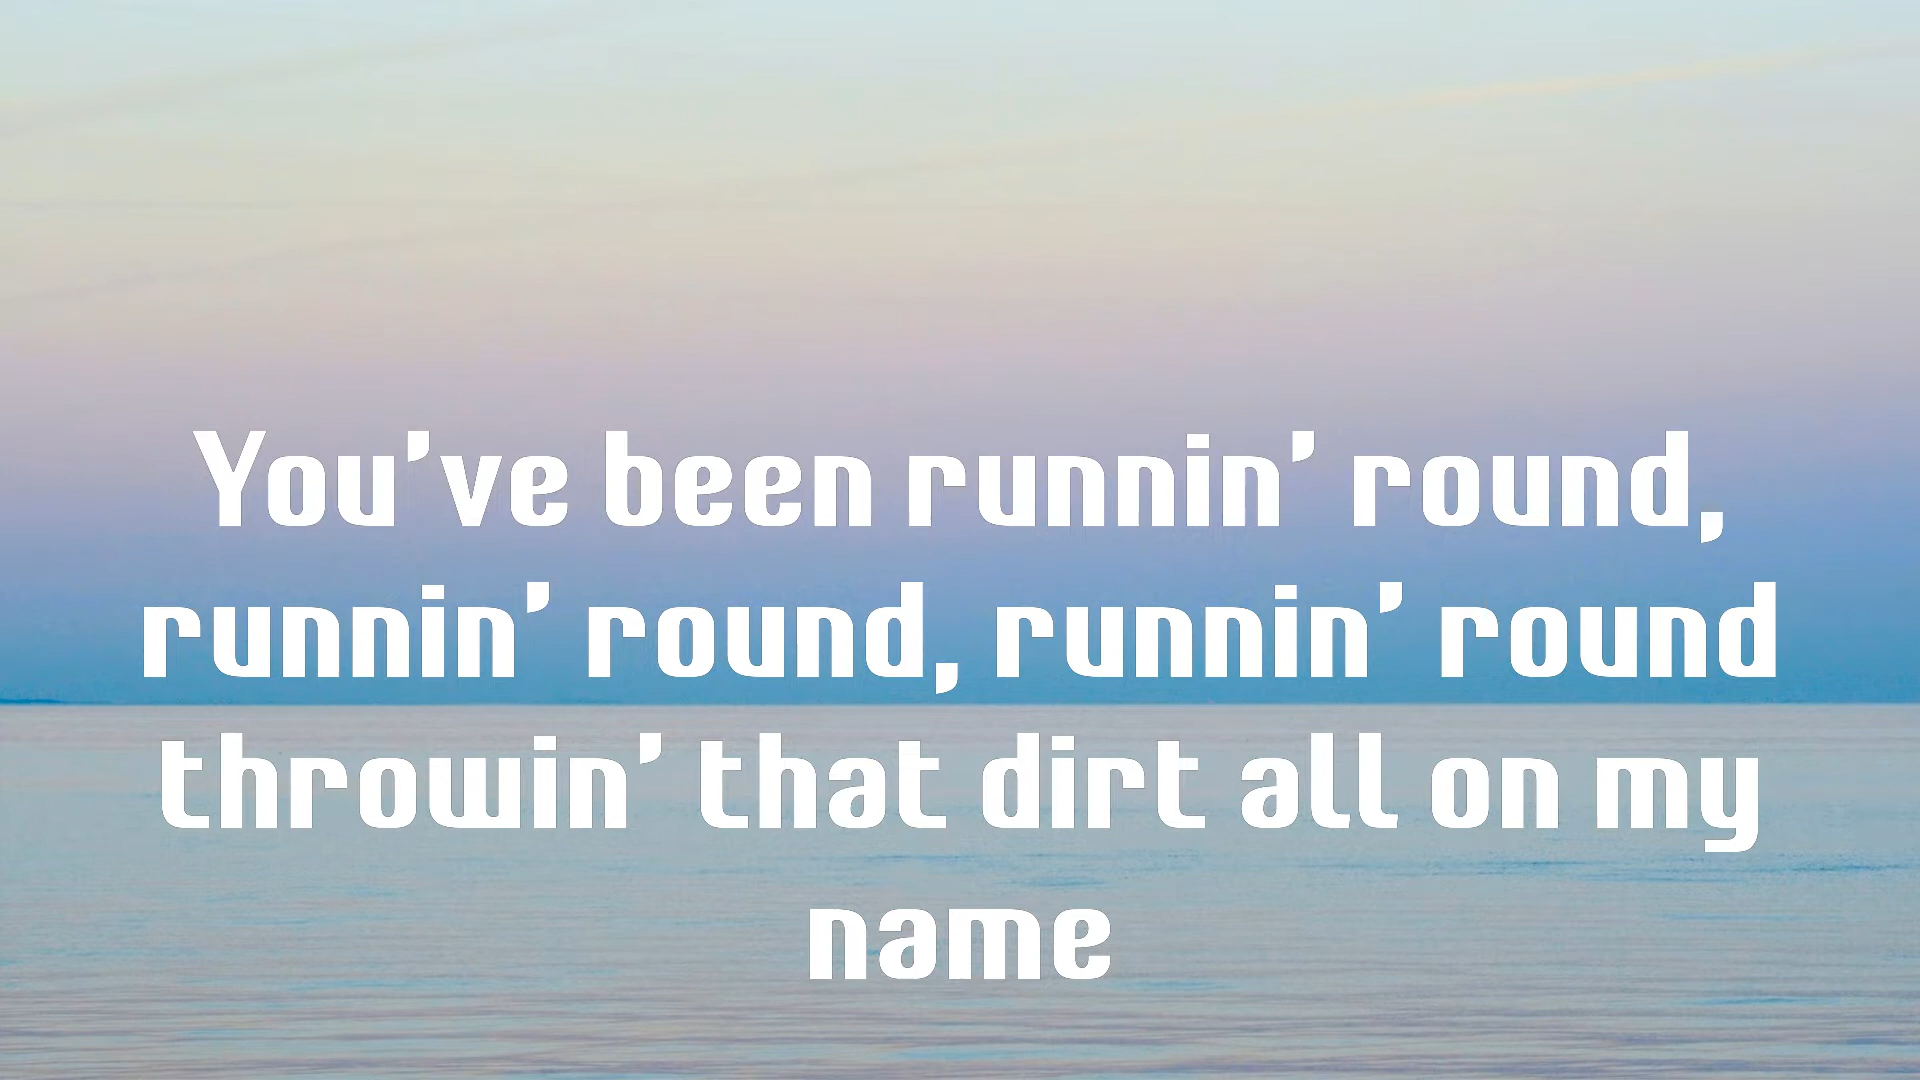 You've been runnin' round,
runnin' round, runnin' round
throwin' that dirt all on my
name